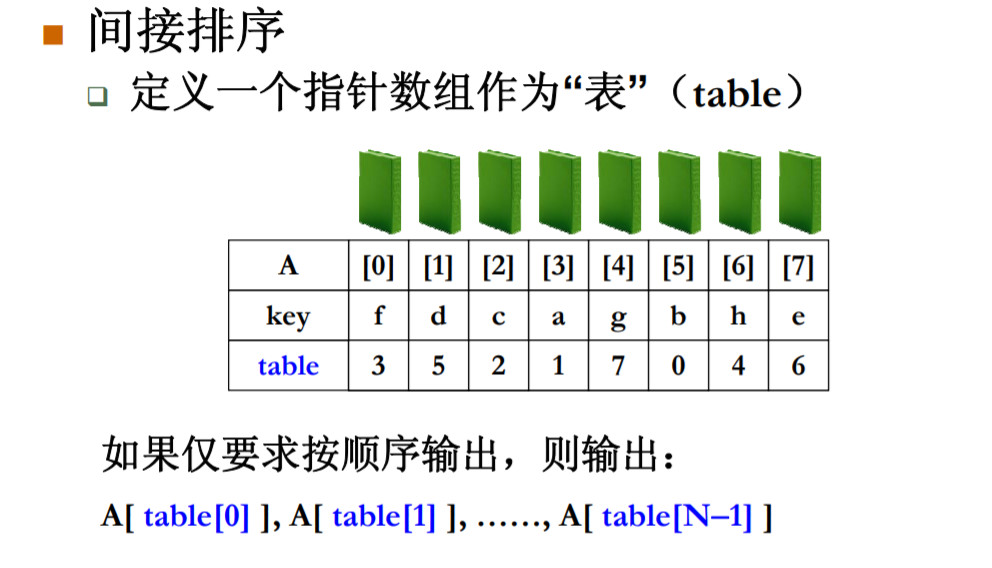 间接排序
定义一个指针数组作为“表”（table）
A [0] [1] [2] [3] [4] [5] [6] [7]
key f d c a g b h e
table 3 5 2 1 7 0 4 6
如果仅要求按顺序输出，则输出：
A[ table[0] ], A[ table[1] ], ……, A[ table[N–1] ]